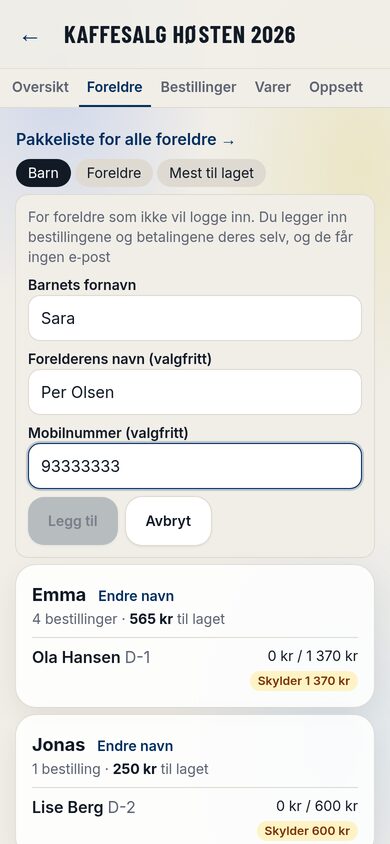 ← KAFFESALG HØSTEN 2026
Oversikt Foreldre Bestillinger Varer Oppsett
Pakkeliste for alle foreldre →
Barn Foreldre Mest til laget
For foreldre som ikke vil logge inn. Du legger inn
bestillingene og betalingene deres selv, og de får
ingen e-post
Barnets fornavn
Sara
Forelderens navn (valgfritt)
Per Olsen
Mobilnummer (valgfritt)
93333333
Legg til Avbryt
Emma Endre navn
4 bestillinger · 565 kr til laget
Ola Hansen D-1 0 kr / 1 370 kr
Skylder 1 370 kr
Jonas Endre navn
1 bestilling · 250 kr til laget
Lise Berg D-2 0 kr / 600 kr
Skylder 600 kr